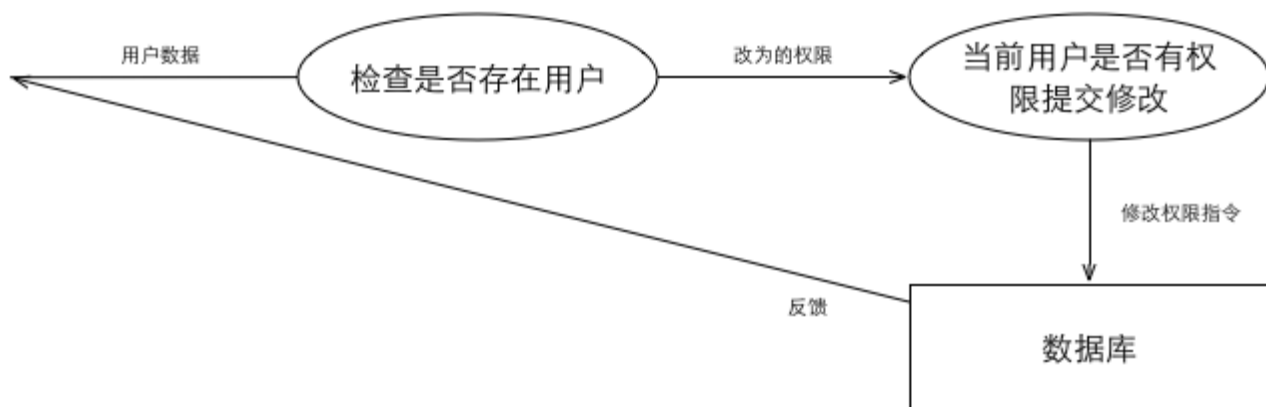 用户数据
检查是否存在用户
改为的权限
当前用户是否有权
限提交修改
修改权限指令
反馈
数据库